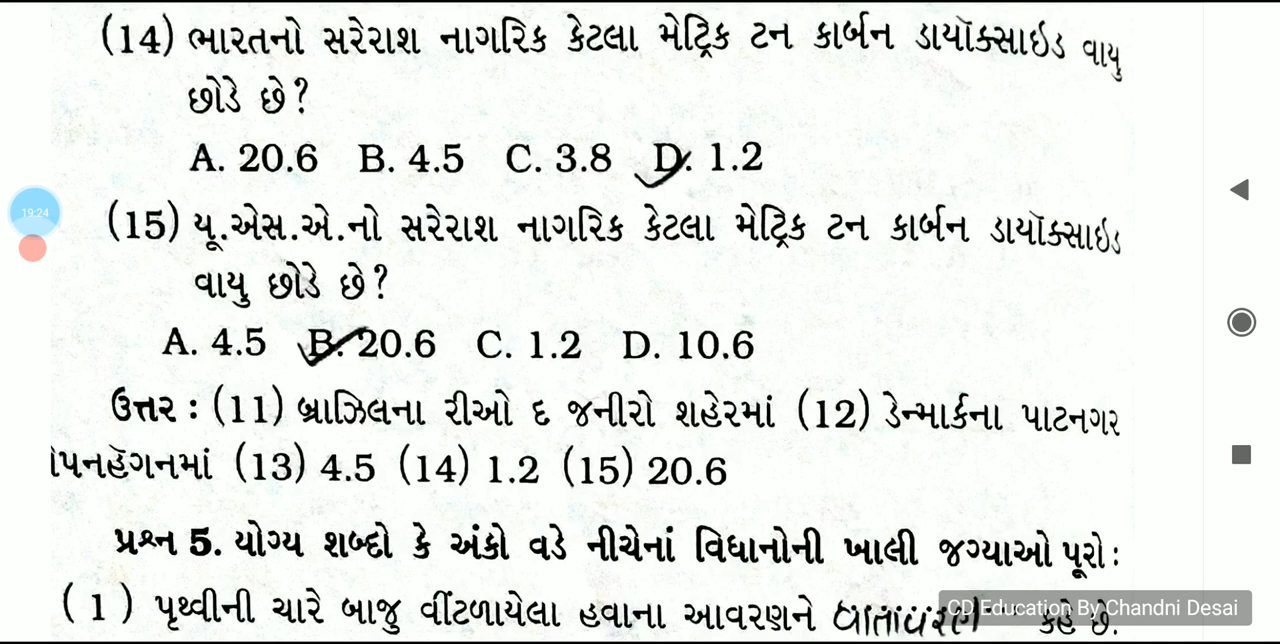 (14) ભારતનો સરેરાશ નાગરિક કેટલા મેટ્રિક ટન કાર્બન ડાયૉક્સાઇડ વાયુ
છોડે છે?
A. 20.6 B. 4.5 C. 3.8 D. 1.2
19:24
(15) યૂ.એસ.એ.નો સરેરાશ નાગરિક કેટલા મેટ્રિક ટન કાર્બન ડાયૉક્સાઇડ
વાયુ છોડે છે?
A. 4.5 B. 20.6 C. 1.2 D. 10.6
ઉત્તર : (11) બ્રાઝિલના રીઓ દ જનીરો શહેરમાં (12) ડેન્માર્કના પાટનગર
ોપનહૅગનમાં (13) 4.5 (14) 1.2 (15) 20.6
પ્રશ્ન 5. યોગ્ય શબ્દો કે અંકો વડે નીચેનાં વિધાનોની ખાલી જગ્યાઓ પૂરો :
(1) પૃથ્વીની ચારે બાજુ વીંટળાયેલા હવાના આવરણને વાતાવરણ કહે છે.
CD Education By Chandni Desai